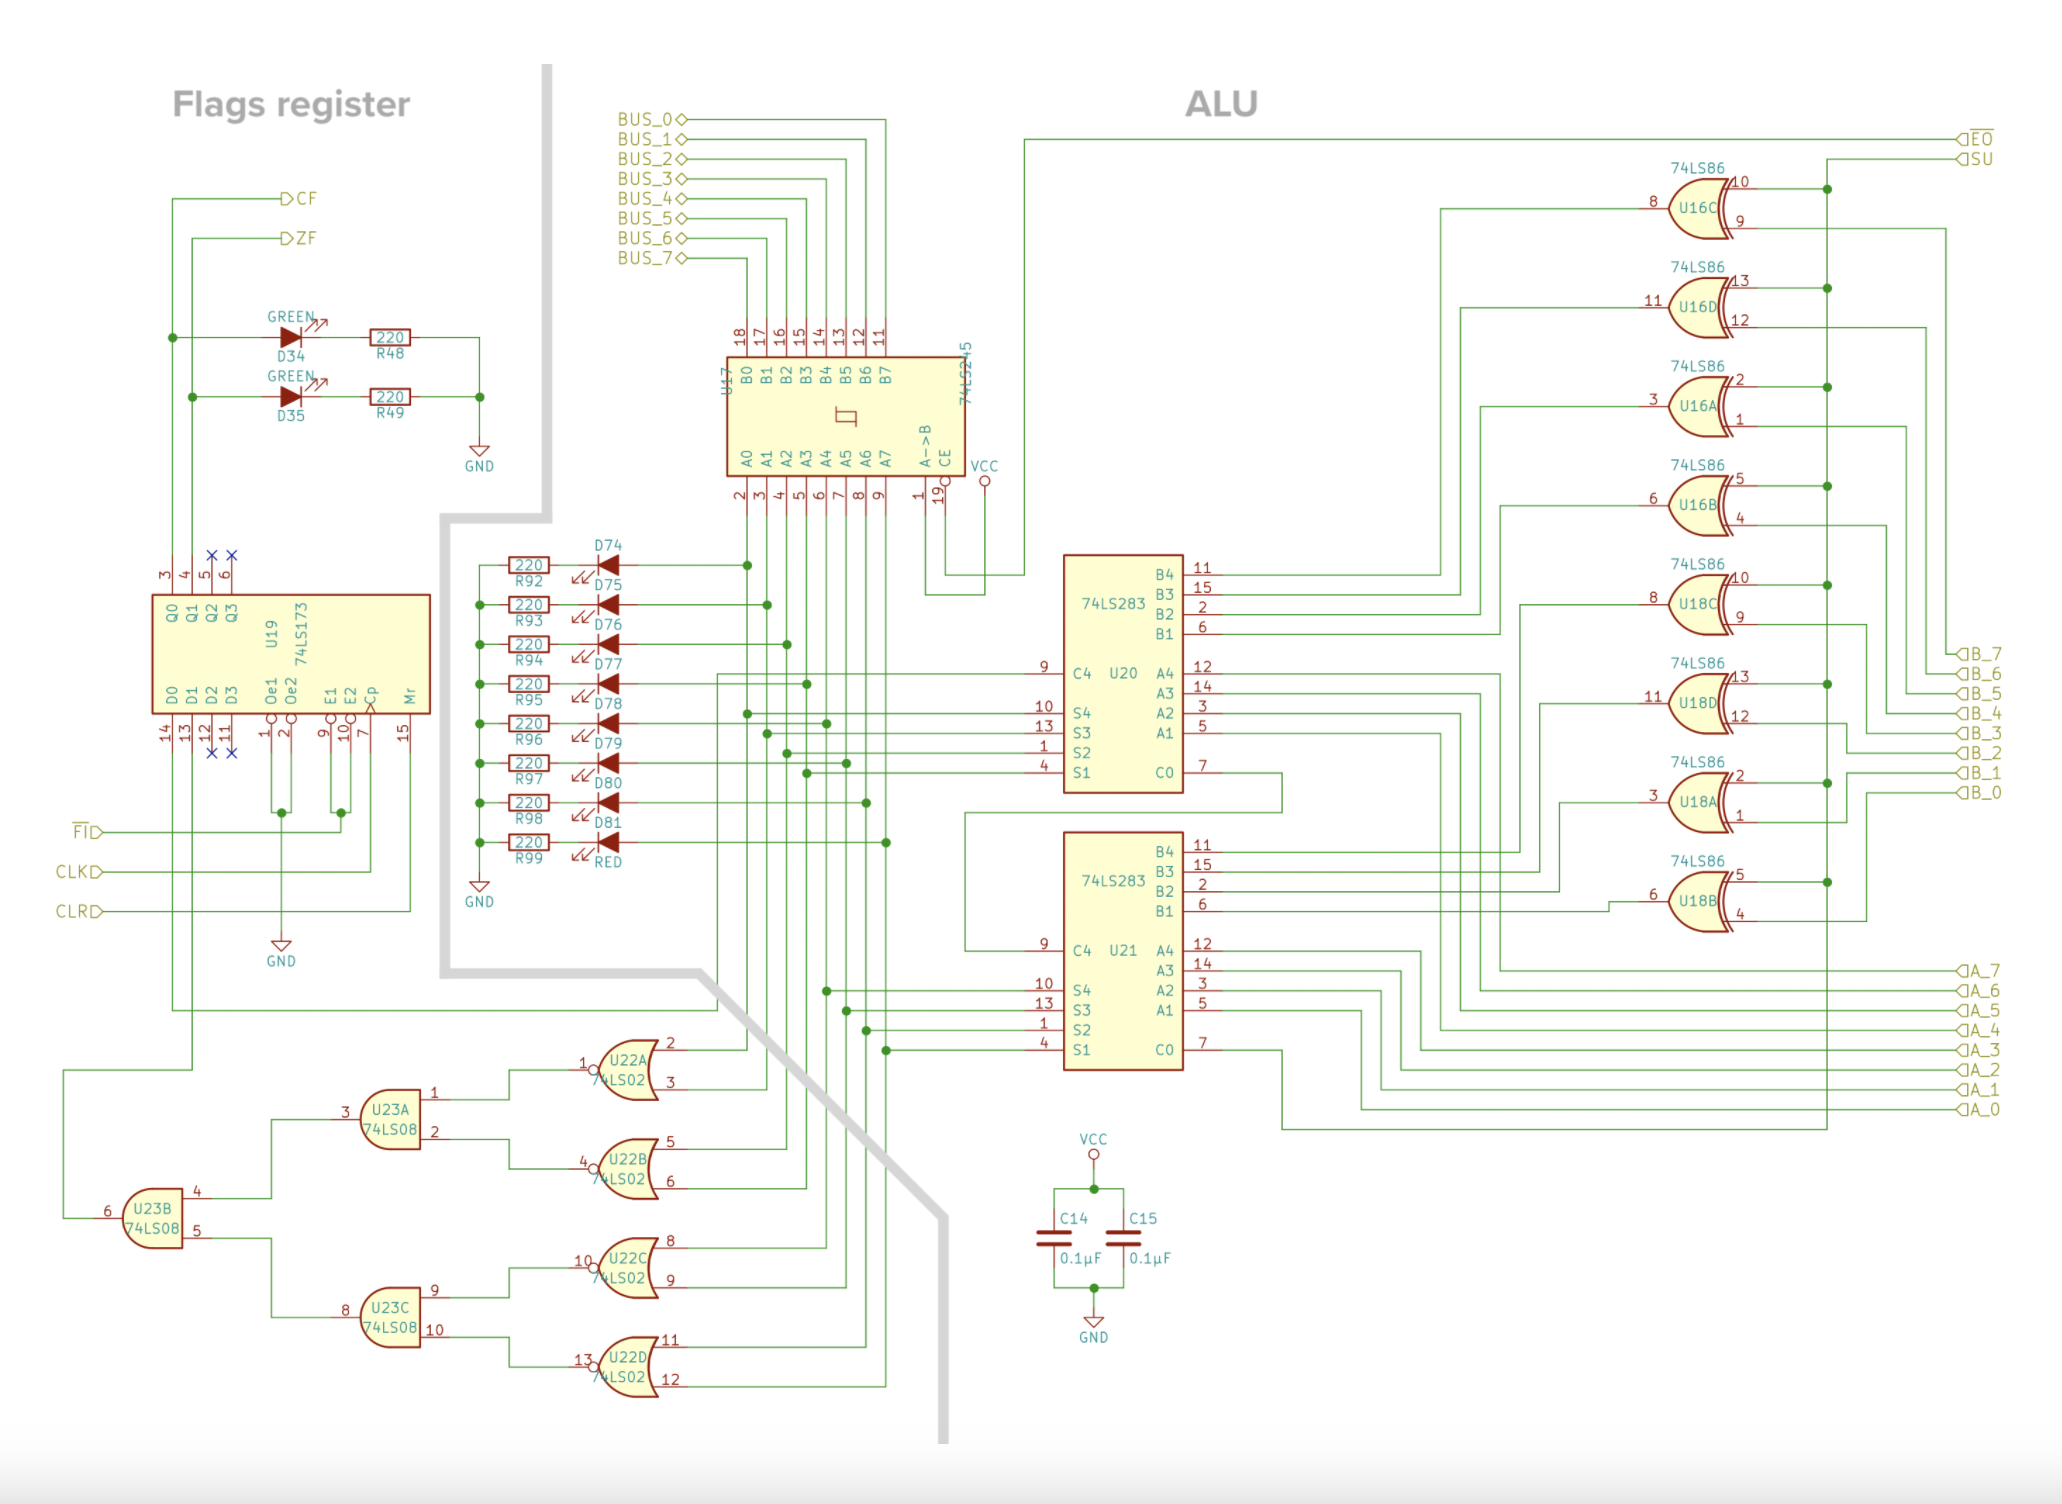 Flags register
ALU
CF
ZF
GREEN
D34
220
R48
GREEN
D35
220
R49
GND
3
4
5
6
Q0
Q1
Q2
Q3
U19
74LS173
D0
D1
D2
D3
Oe1
Oe2
E1
E2
Cp
Mr
14
13
12
11
1
2
9
10
7
15
FI
CLK
CLR
GND
BUS_0
BUS_1
BUS_2
BUS_3
BUS_4
BUS_5
BUS_6
BUS_7
18
17
16
15
14
13
12
11
U17
74LS245
B0
B1
B2
B3
B4
B5
B6
B7
A0
A1
A2
A3
A4
A5
A6
A7
A->B
CE
2
3
4
5
6
7
8
9
1
19
VCC
D74
220
R92
D75
220
R93
D76
220
R94
D77
220
R95
D78
220
R96
D79
220
R97
D80
220
R98
D81
220
R99
RED
GND
74LS283
U20
B4 11
B3 15
B2 2
B1 6
9 C4
A4 12
A3 14
10 S4
A2 3
13 S3
A1 5
1 S2
4 S1
C0 7
74LS283
U21
B4 11
B3 15
B2 2
B1 6
9 C4
A4 12
A3 14
10 S4
A2 3
13 S3
A1 5
1 S2
4 S1
C0 7
EO
SU
74LS86
8 U16C 10
9
74LS86
11 U16D 13
12
74LS86
3 U16A 2
1
74LS86
6 U16B 5
4
74LS86
8 U18C 10
9
74LS86
11 U18D 13
12
74LS86
3 U18A 2
1
74LS86
6 U18B 5
4
B_7
B_6
B_5
B_4
B_3
B_2
B_1
B_0
A_7
A_6
A_5
A_4
A_3
A_2
A_1
A_0
1 U22A 2
74LS02 3
4 U22B 5
74LS02 6
10 U22C 8
74LS02 9
13 U22D 11
74LS02 12
3 U23A 1
74LS08 2
6 U23B 4
74LS08 5
8 U23C 9
74LS08 10
VCC
C14
0.1µF
C15
0.1µF
GND